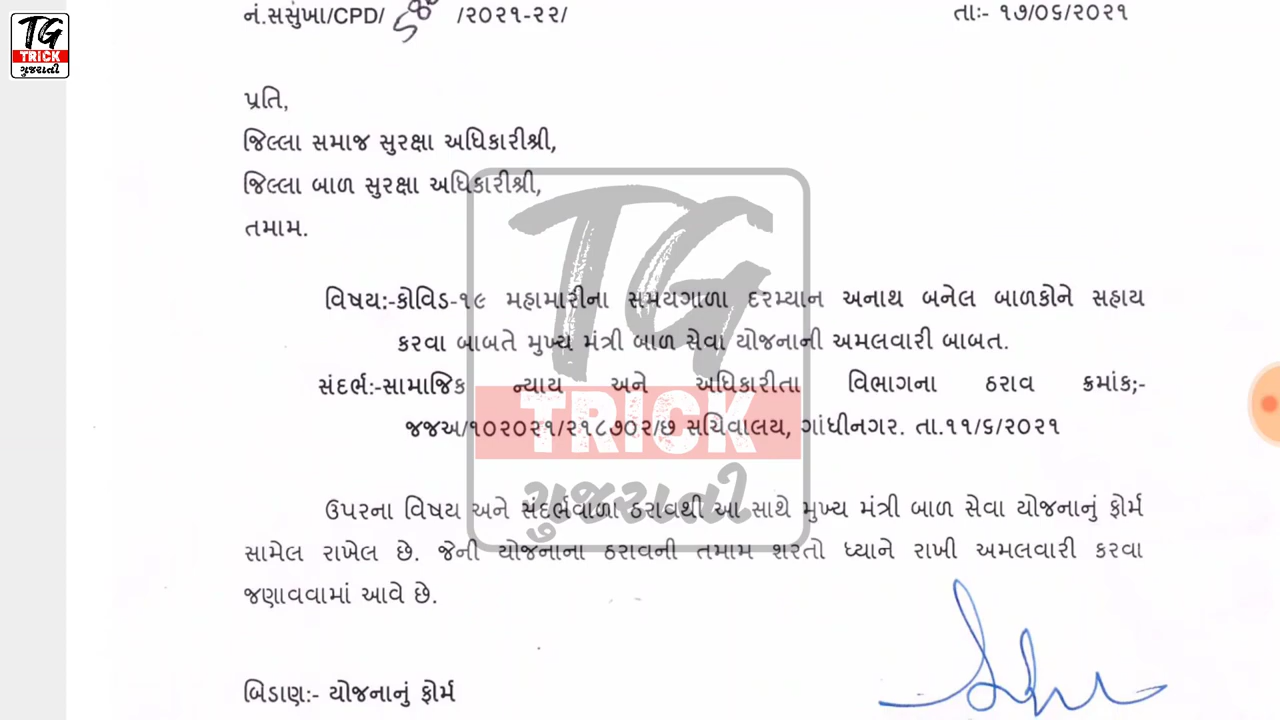 TG
TRICK
ગુજરાતી
નં.સસુખા/CPD/ /૨૦૨૧-૨૨/
તાઃ- ૧૭/૦૬/૨૦૨૧
પ્રતિ,
જિલ્લા સમાજ સુરક્ષા અધિકારીશ્રી,
જિલ્લા બાળ સુરક્ષા અધિકારીશ્રી,
તમામ.
વિષય:-કોવિડ-૧૯ મહામારીના સમયગાળા દરમ્યાન અનાથ બનેલ બાળકોને સહાય
કરવા બાબતે મુખ્ય મંત્રી બાળ સેવા યોજનાની અમલવારી બાબત.
સંદર્ભ:-સામાજિક ન્યાય અને અધિકારીતા વિભાગના ઠરાવ ક્રમાંક;-
જજઅ/૧૦૨૦૨૧/૨૧૮૭૦૨/છ સચિવાલય, ગાંધીનગર. તા.૧૧/૬/૨૦૨૧
ઉપરના વિષય અને સંદર્ભવાળા ઠરાવથી આ સાથે મુખ્ય મંત્રી બાળ સેવા યોજનાનું ફોર્મ
સામેલ રાખેલ છે. જેની યોજનાના ઠરાવની તમામ શરતો ધ્યાને રાખી અમલવારી કરવા
જણાવવામાં આવે છે.
બિડાણ:- યોજનાનું ફોર્મ
TG
TRICK
ગુજરાતી